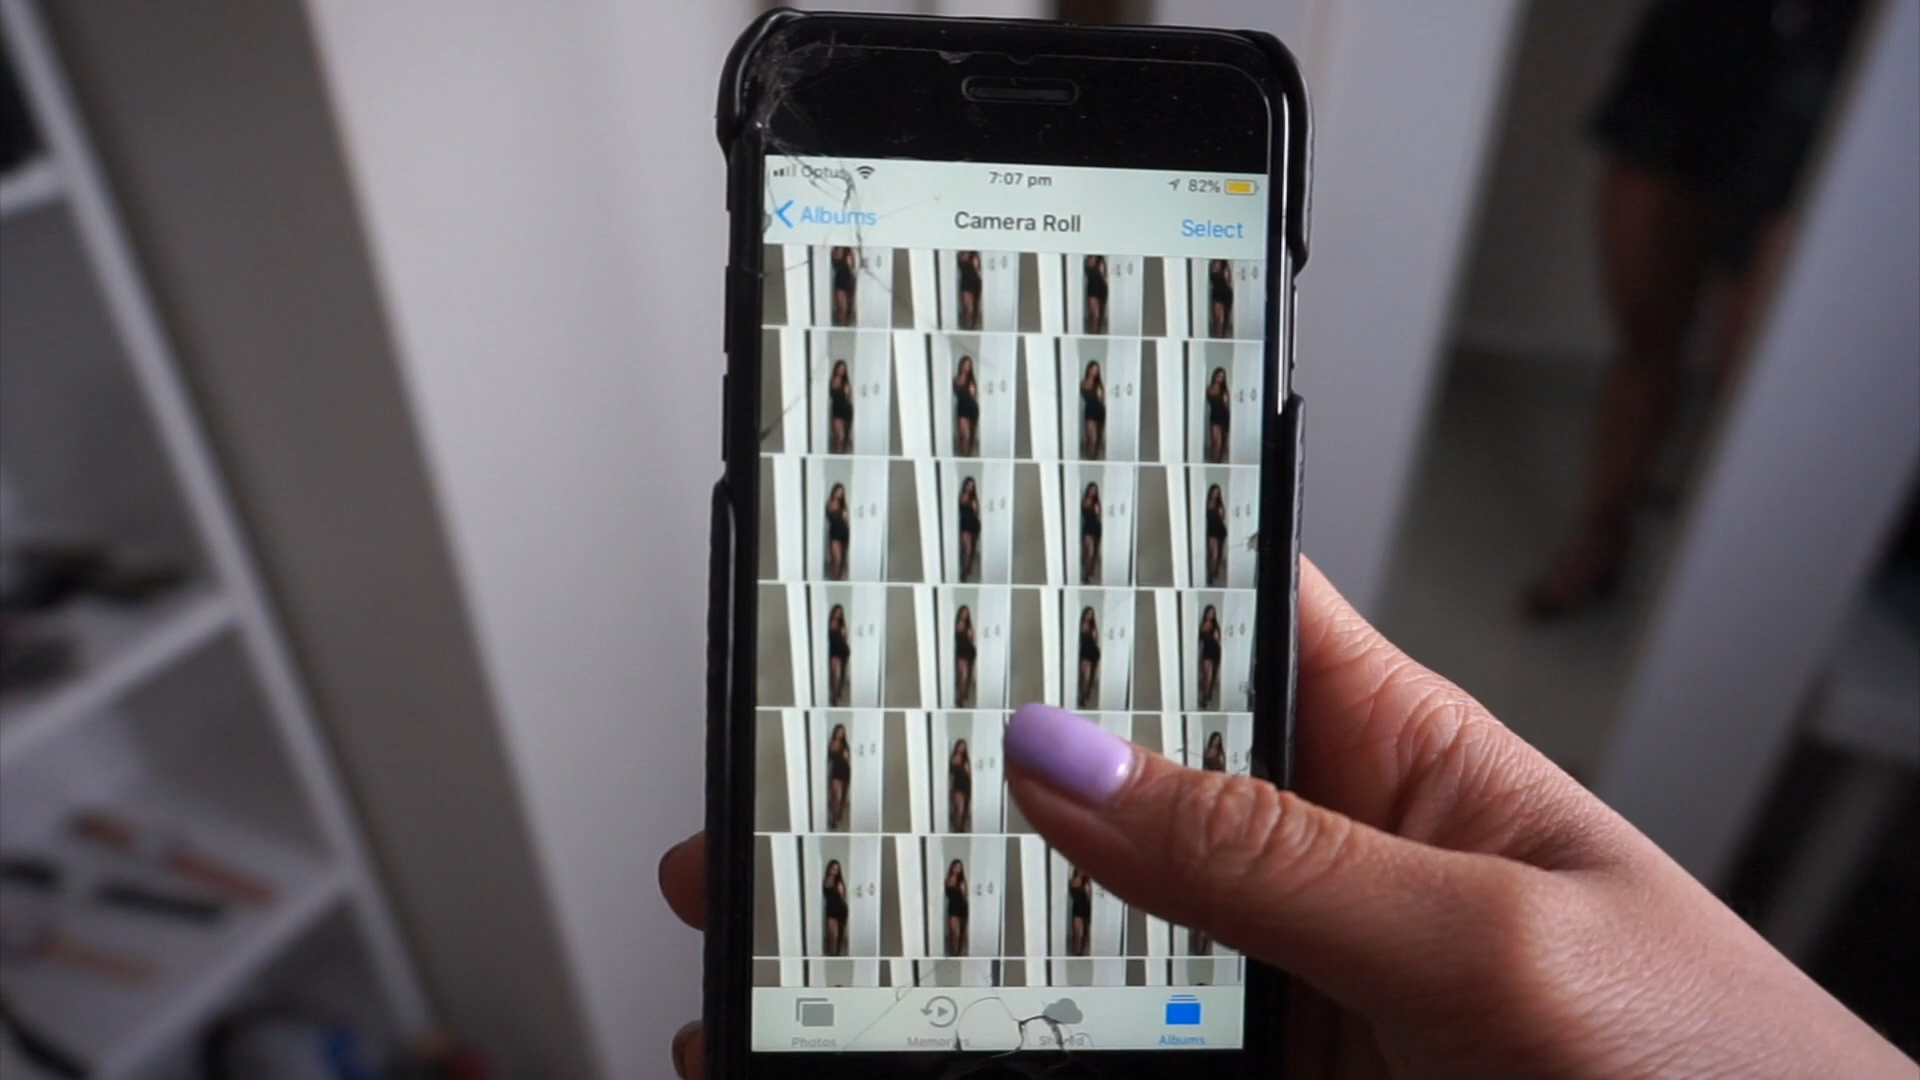 Optus 7:07 pm 82%
Albums Camera Roll Select
Photos Memories Shared Albums